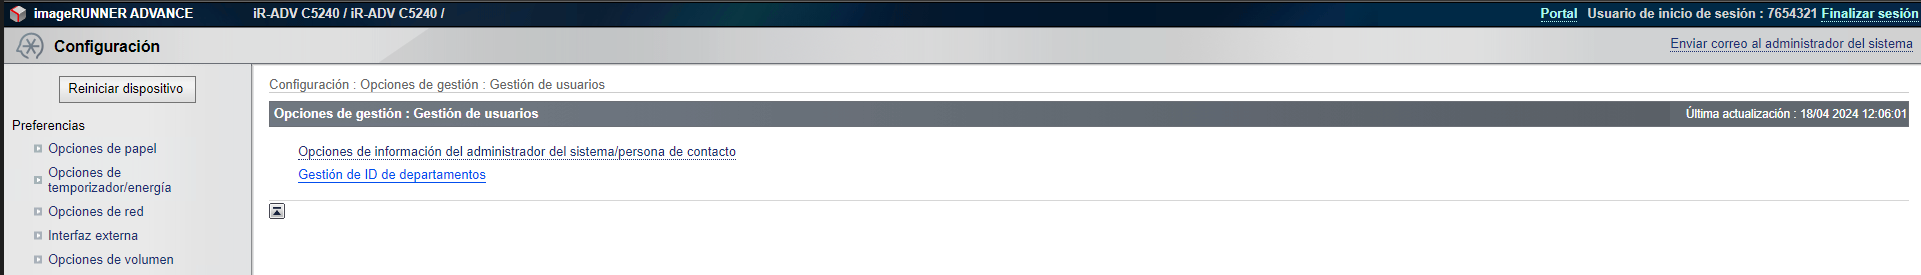 imageRUNNER ADVANCE iR-ADV C5240 / iR-ADV C5240 / Portal Usuario de inicio de sesión : 7654321 Finalizar sesión
Configuración Enviar correo al administrador del sistema
Reiniciar dispositivo
Preferencias
Opciones de papel
Opciones de
temporizador/energía
Opciones de red
Interfaz externa
Opciones de volumen
Configuración : Opciones de gestión : Gestión de usuarios
Opciones de gestión : Gestión de usuarios Última actualización : 18/04 2024 12:06:01
Opciones de información del administrador del sistema/persona de contacto
Gestión de ID de departamentos